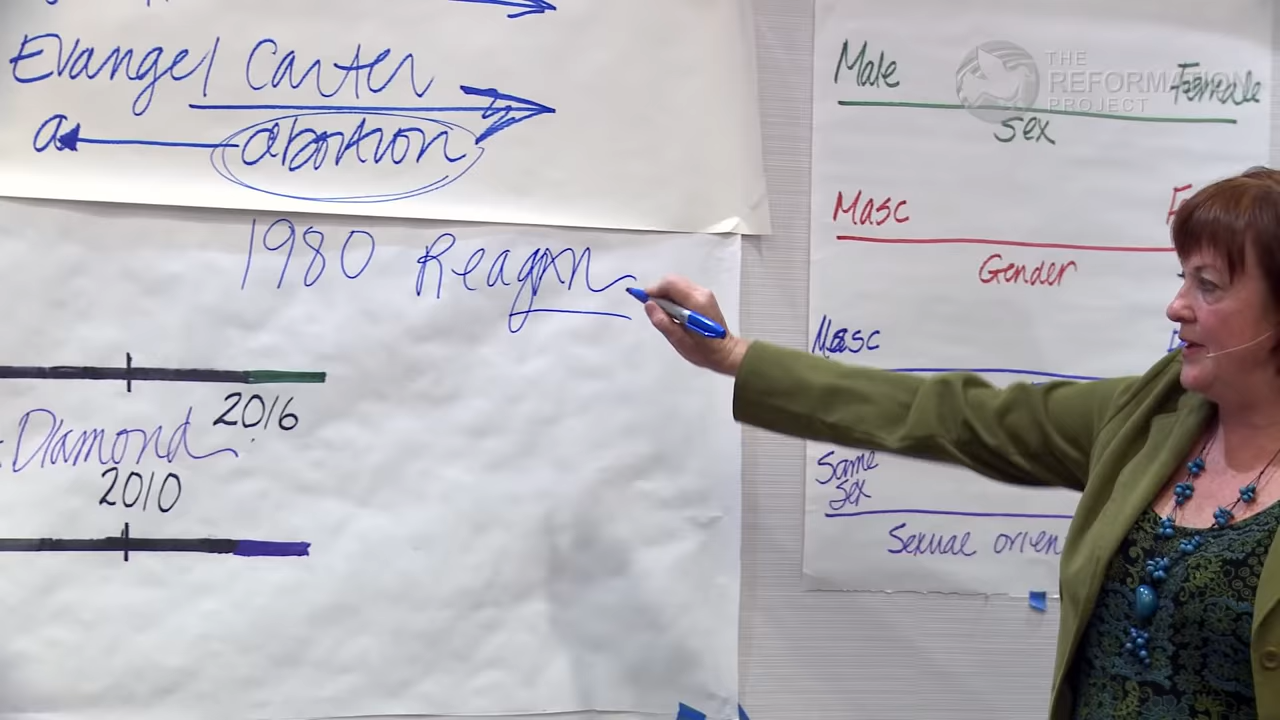 Evangel Carter
a abortion
1980 Reagan
2016
Diamond
2010
Male Female
Sex
Masc
Gender
Masc
Same
Sex
Sexual orien
THE
REFORMATION
PROJECT